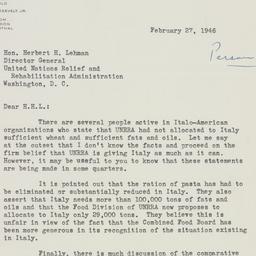 OSEVELT, JR.
February 27, 1946
Hon. Herbert H. Lehman
Director General
United Nations Relief and
Rehabilitation Administration
Washington, D. C.
Dear H.H.L.:
There are several people active in Italo-American
organizations who state that UNRRA had not allocated to Italy
sufficient wheat and sufficient fats and oils. Let me say
at the outset that I don't know the facts and proceed on the
firm belief that UNRRA is giving Italy as much as it can.
However, it may be useful to you to know that these statements
are being made in some quarters.
It is pointed out that the ration of pasta has had to
be eliminated or substantially reduced in Italy. They also
assert that Italy needs more than 100,000 tons of fats and
oils and that the Food Division of UNRRA now proposes to
allocate to Italy only 29,000 tons. They believe this is
unfair in view of the fact that the Combined Food Board has
been more generous in its recognition of the situation existing
in Italy.
Finally, there is much discussion of the comparative